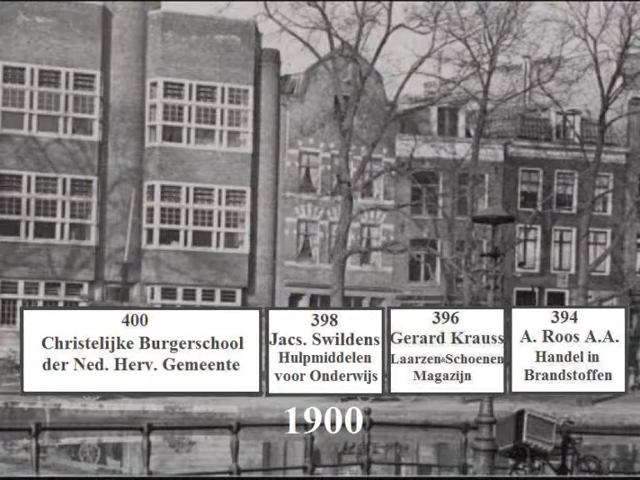 400
Christelijke Burgerschool
der Ned. Herv. Gemeente
398
Jacs. Swildens
Hulpmiddelen
voor Onderwijs
396
Gerard Krauss
Laarzen&Schoenen
Magazijn
394
A. Roos A.A.
Handel in
Brandstoffen
1900